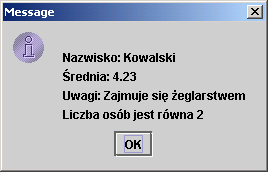 Message
Nazwisko: Kowalski
Średnia: 4.23
Uwagi: Zajmuje się żeglarstwem
Liczba osób jest równa 2
OK